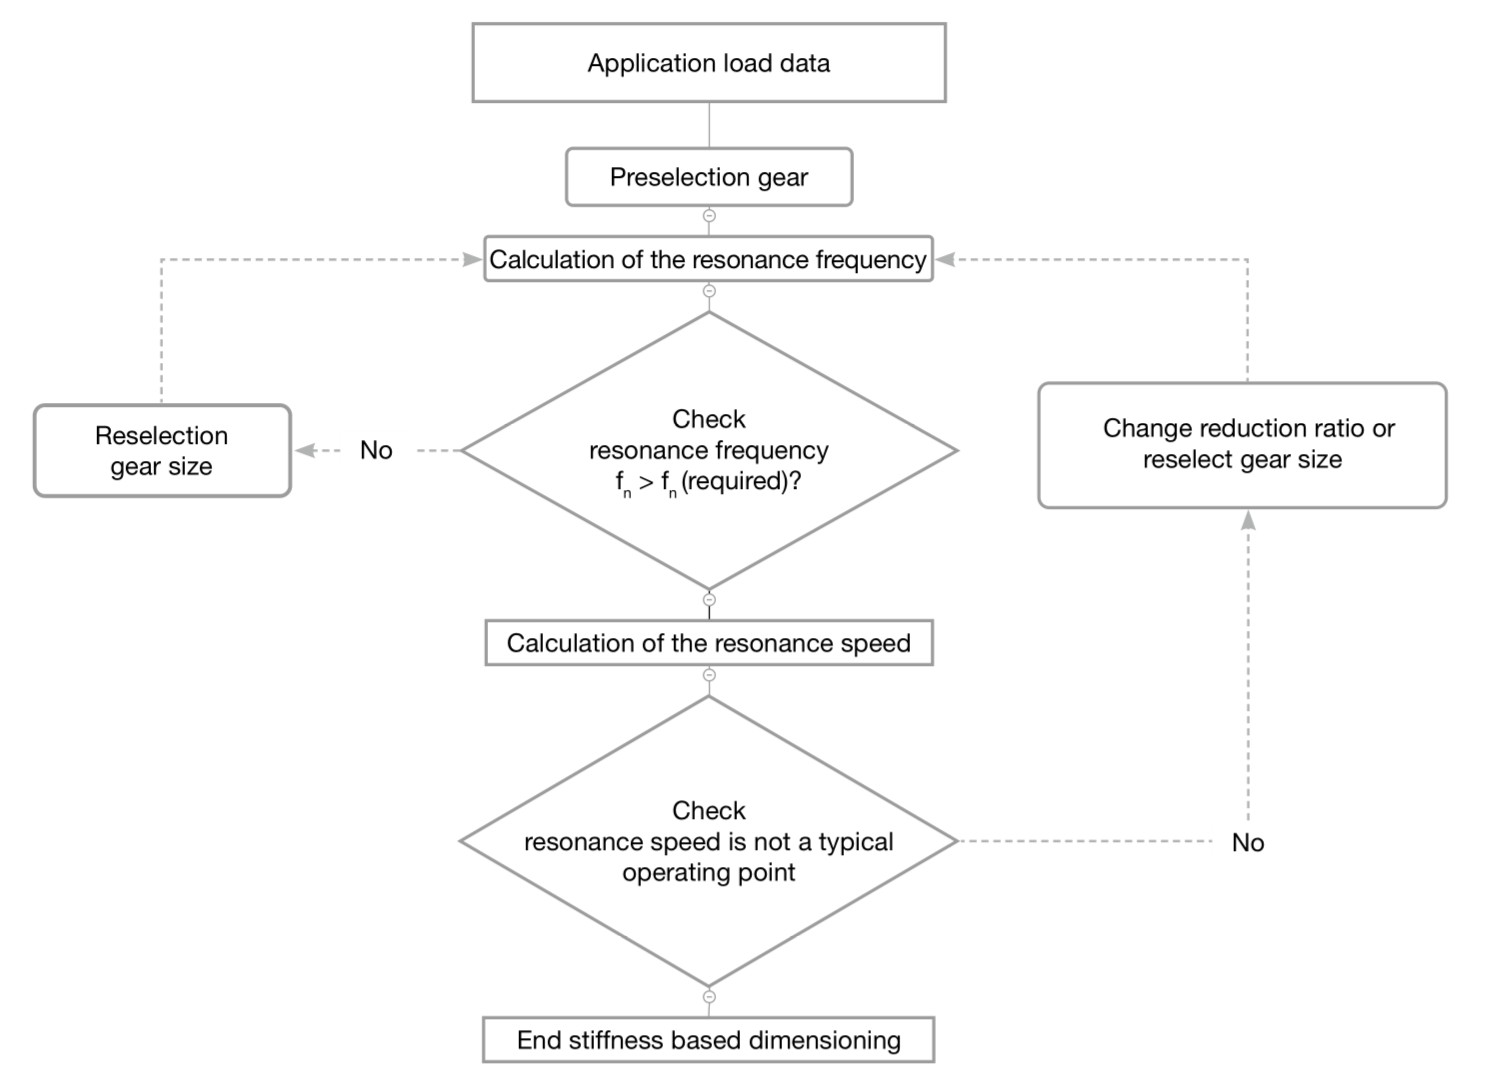 Application load data
Preselection gear
Calculation of the resonance frequency
Check
resonance frequency
fn > fn (required)?
No
Reselection
gear size
Change reduction ratio or
reselect gear size
Calculation of the resonance speed
Check
resonance speed is not a typical
operating point
No
End stiffness based dimensioning